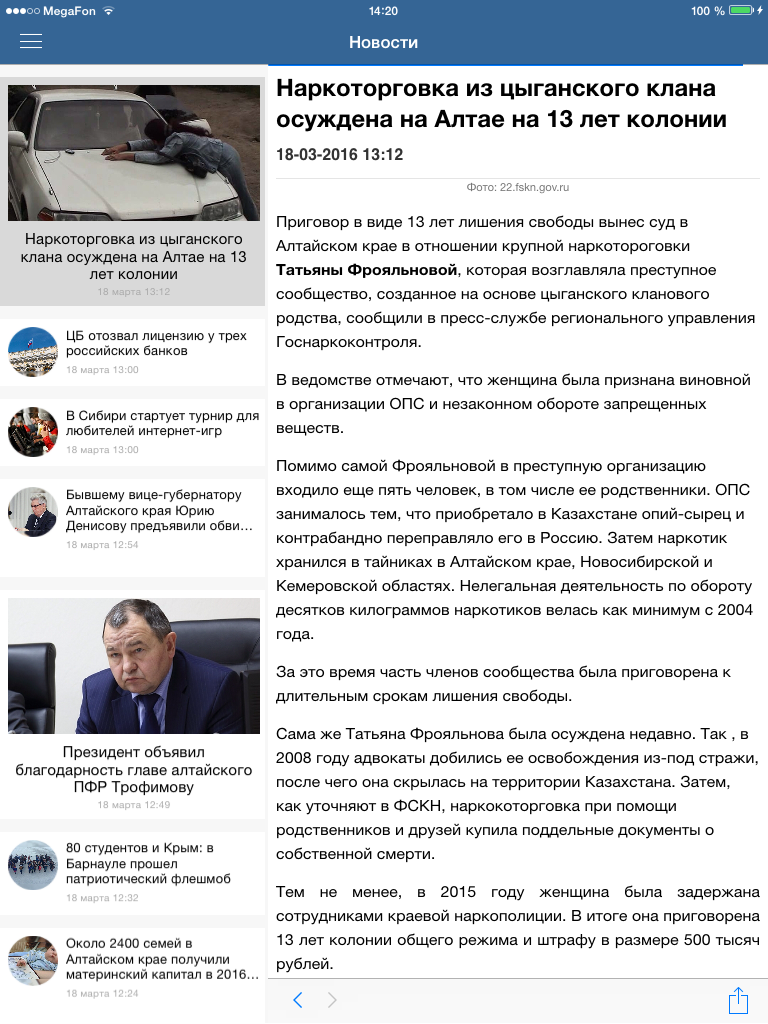 MegaFon
14:20
100 %
Новости
Наркоторговка из цыганского
клана осуждена на Алтае на 13
лет колонии
18 марта 13:12
ЦБ отозвал лицензию у трех
российских банков
18 марта 13:00
В Сибири стартует турнир для
любителей интернет-игр
18 марта 13:00
Бывшему вице-губернатору
Алтайского края Юрию
Денисову предъявили обви...
18 марта 12:54
Президент объявил
благодарность главе алтайского
ПФР Трофимову
18 марта 12:49
80 студентов и Крым: в
Барнауле прошел
патриотический флешмоб
18 марта 12:32
Около 2400 семей в
Алтайском крае получили
материнский капитал в 2016...
18 марта 12:24
Наркоторговка из цыганского клана
осуждена на Алтае на 13 лет колонии
18-03-2016 13:12
Фото: 22.fskn.gov.ru
Приговор в виде 13 лет лишения свободы вынес суд в
Алтайском крае в отношении крупной наркотороговки
Татьяны Фрояльновой, которая возглавляла преступное
сообщество, созданное на основе цыганского кланового
родства, сообщили в пресс-службе регионального управления
Госнаркоконтроля.
В ведомстве отмечают, что женщина была признана виновной
в организации ОПС и незаконном обороте запрещенных
веществ.
Помимо самой Фрояльновой в преступную организацию
входило еще пять человек, в том числе ее родственники. ОПС
занималось тем, что приобретало в Казахстане опий-сырец и
контрабандно переправляло его в Россию. Затем наркотик
хранился в тайниках в Алтайском крае, Новосибирской и
Кемеровской областях. Нелегальная деятельность по обороту
десятков килограммов наркотиков велась как минимум с 2004
года.
За это время часть членов сообщества была приговорена к
длительным срокам лишения свободы.
Сама же Татьяна Фрояльнова была осуждена недавно. Так , в
2008 году адвокаты добились ее освобождения из-под стражи,
после чего она скрылась на территории Казахстана. Затем,
как уточняют в ФСКН, наркокоторговка при помощи
родственников и друзей купила поддельные документы о
собственной смерти.
Тем не менее, в 2015 году женщина была задержана
сотрудниками краевой наркополиции. В итоге она приговорена
13 лет колонии общего режима и штрафу в размере 500 тысяч
рублей.